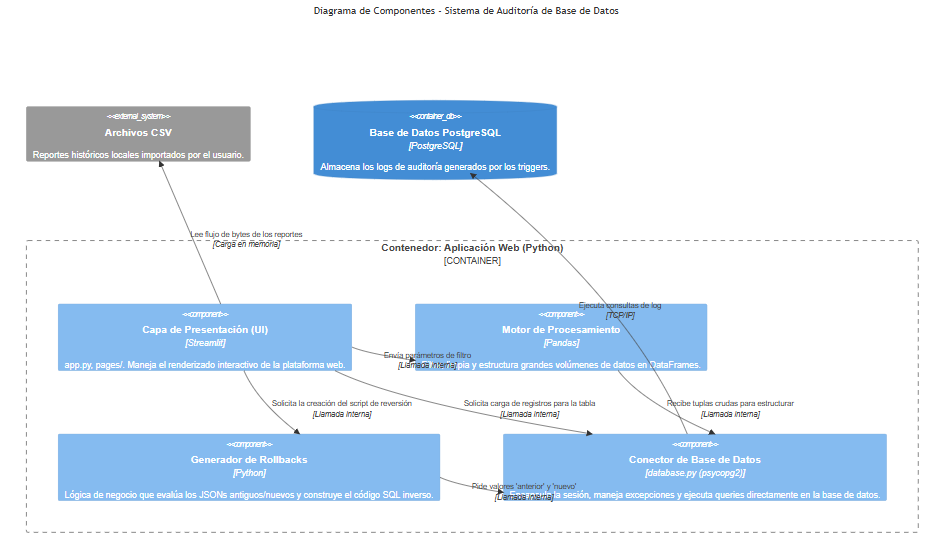 Diagrama de Componentes - Sistema de Auditoría de Base de Datos
<<external_system>>
Archivos CSV
Reportes históricos locales importados por el usuario.
<<container_db>>
Base de Datos PostgreSQL
[PostgreSQL]
Almacena los logs de auditoría generados por los triggers.
Lee flujo de bytes de los reportes
[Carga en memoria]
Contenedor: Aplicación Web (Python)
[CONTAINER]
Ejecuta consultas de log
[TCP/IP]
<<component>>
Capa de Presentación (UI)
[Streamlit]
app.py, pages/. Maneja el renderizado interactivo de la plataforma web.
<<component>>
Motor de Procesamiento
[Pandas]
y estructura grandes volúmenes de datos en DataFrames.
Envía parámetros de filtro
[Llamada interna]
Solicita la creación del script de reversión
[Llamada interna]
Solicita carga de registros para la tabla
[Llamada interna]
Recibe tuplas crudas para estructurar
[Llamada interna]
<<component>>
Generador de Rollbacks
[Python]
Lógica de negocio que evalúa los JSONs antiguos/nuevos y construye el código SQL inverso.
<<component>>
Conector de Base de Datos
[database.py (psycopg2)]
sesión, maneja excepciones y ejecuta queries directamente en la base de datos.
Pide valores 'anterior' y 'nuevo'
[Llamada interna]